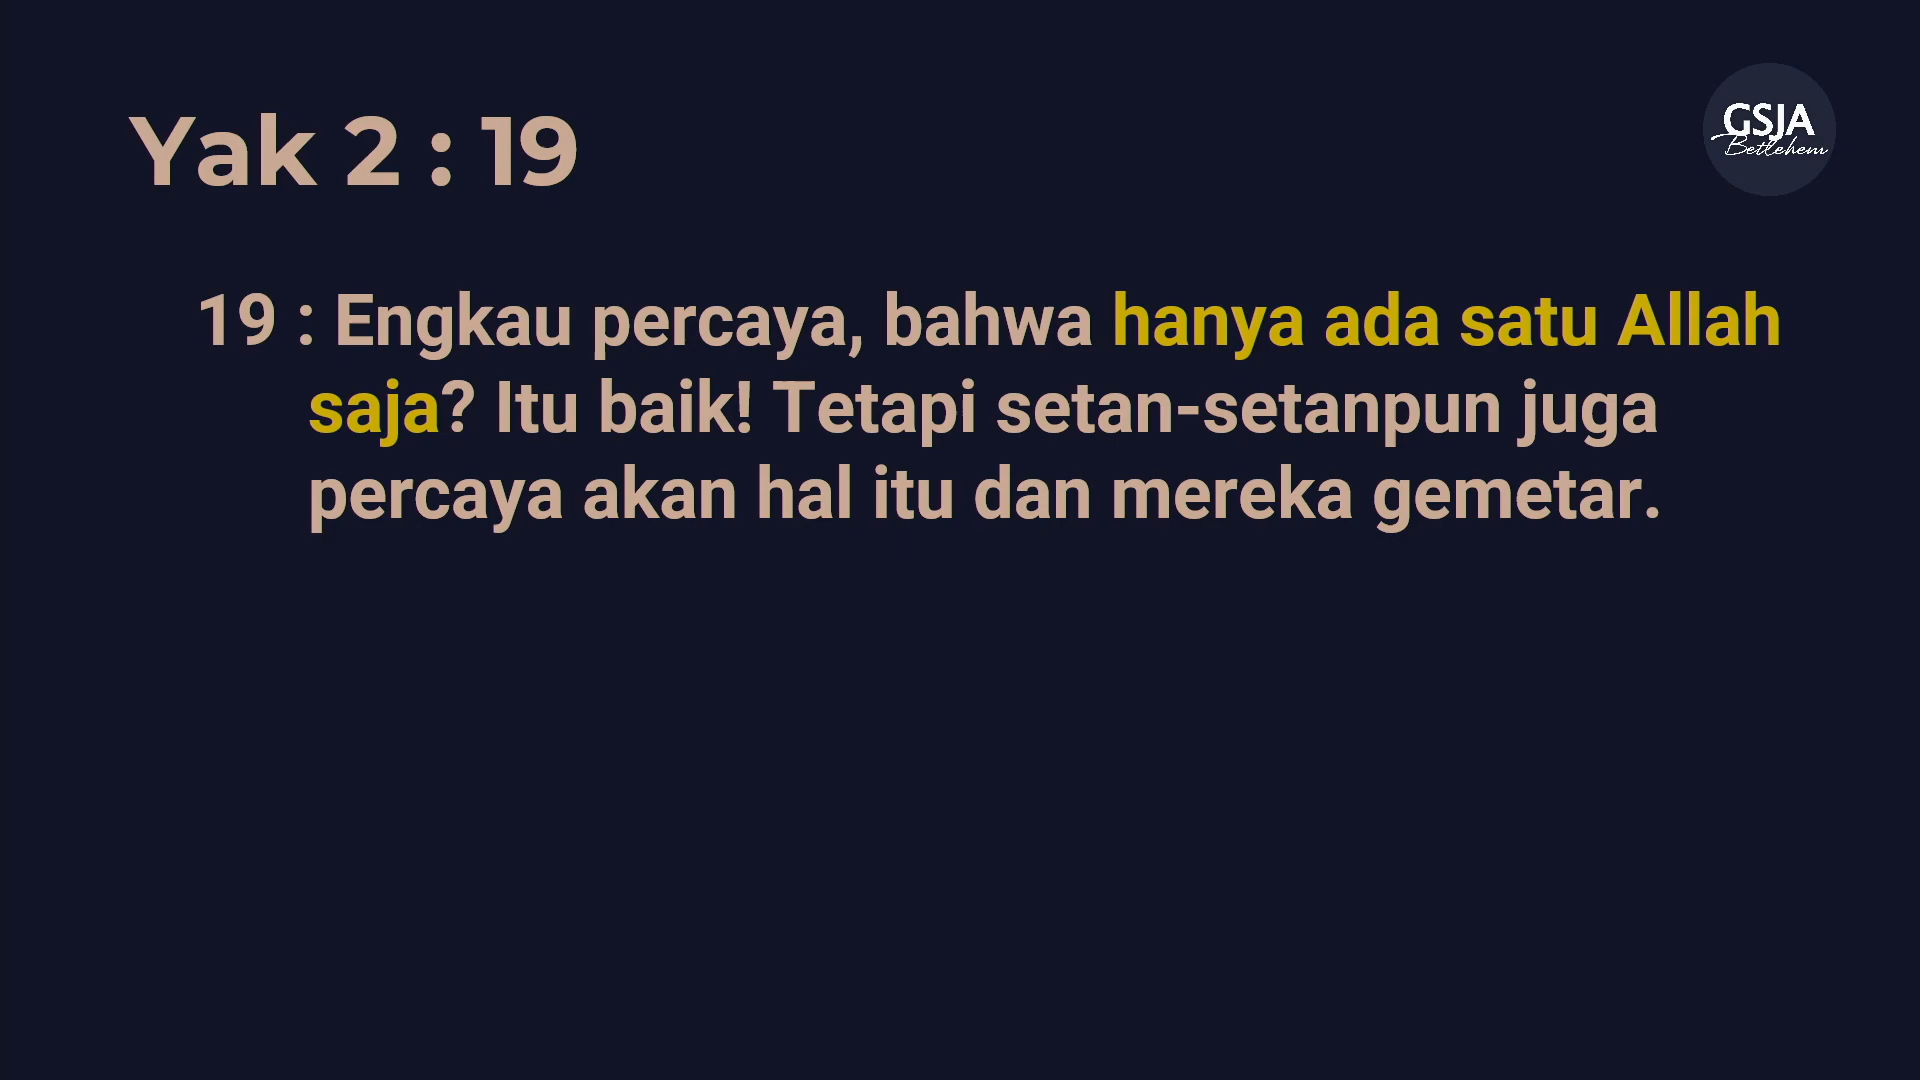 Yak 2 : 19
GSJA
Betlehem
19 : Engkau percaya, bahwa hanya ada satu Allah
saja? Itu baik! Tetapi setan-setanpun juga
percaya akan hal itu dan mereka gemetar.